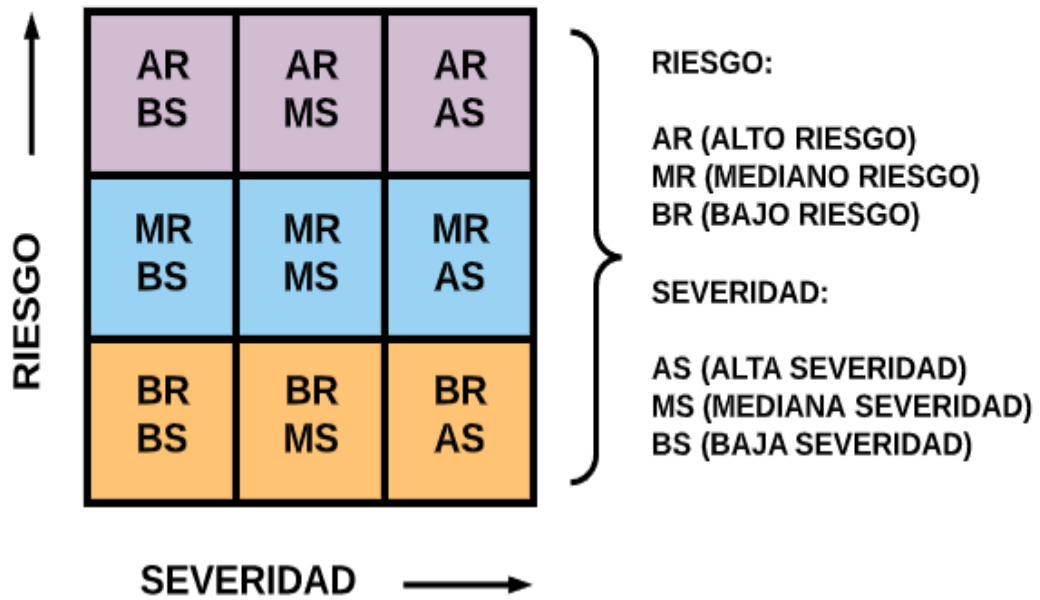 AR
BS
AR
MS
AR
AS
MR
BS
MR
MS
MR
AS
BR
BS
BR
MS
BR
AS
RIESGO
SEVERIDAD
RIESGO:
AR (ALTO RIESGO)
MR (MEDIANO RIESGO)
BR (BAJO RIESGO)
SEVERIDAD:
AS (ALTA SEVERIDAD)
MS (MEDIANA SEVERIDAD)
BS (BAJA SEVERIDAD)